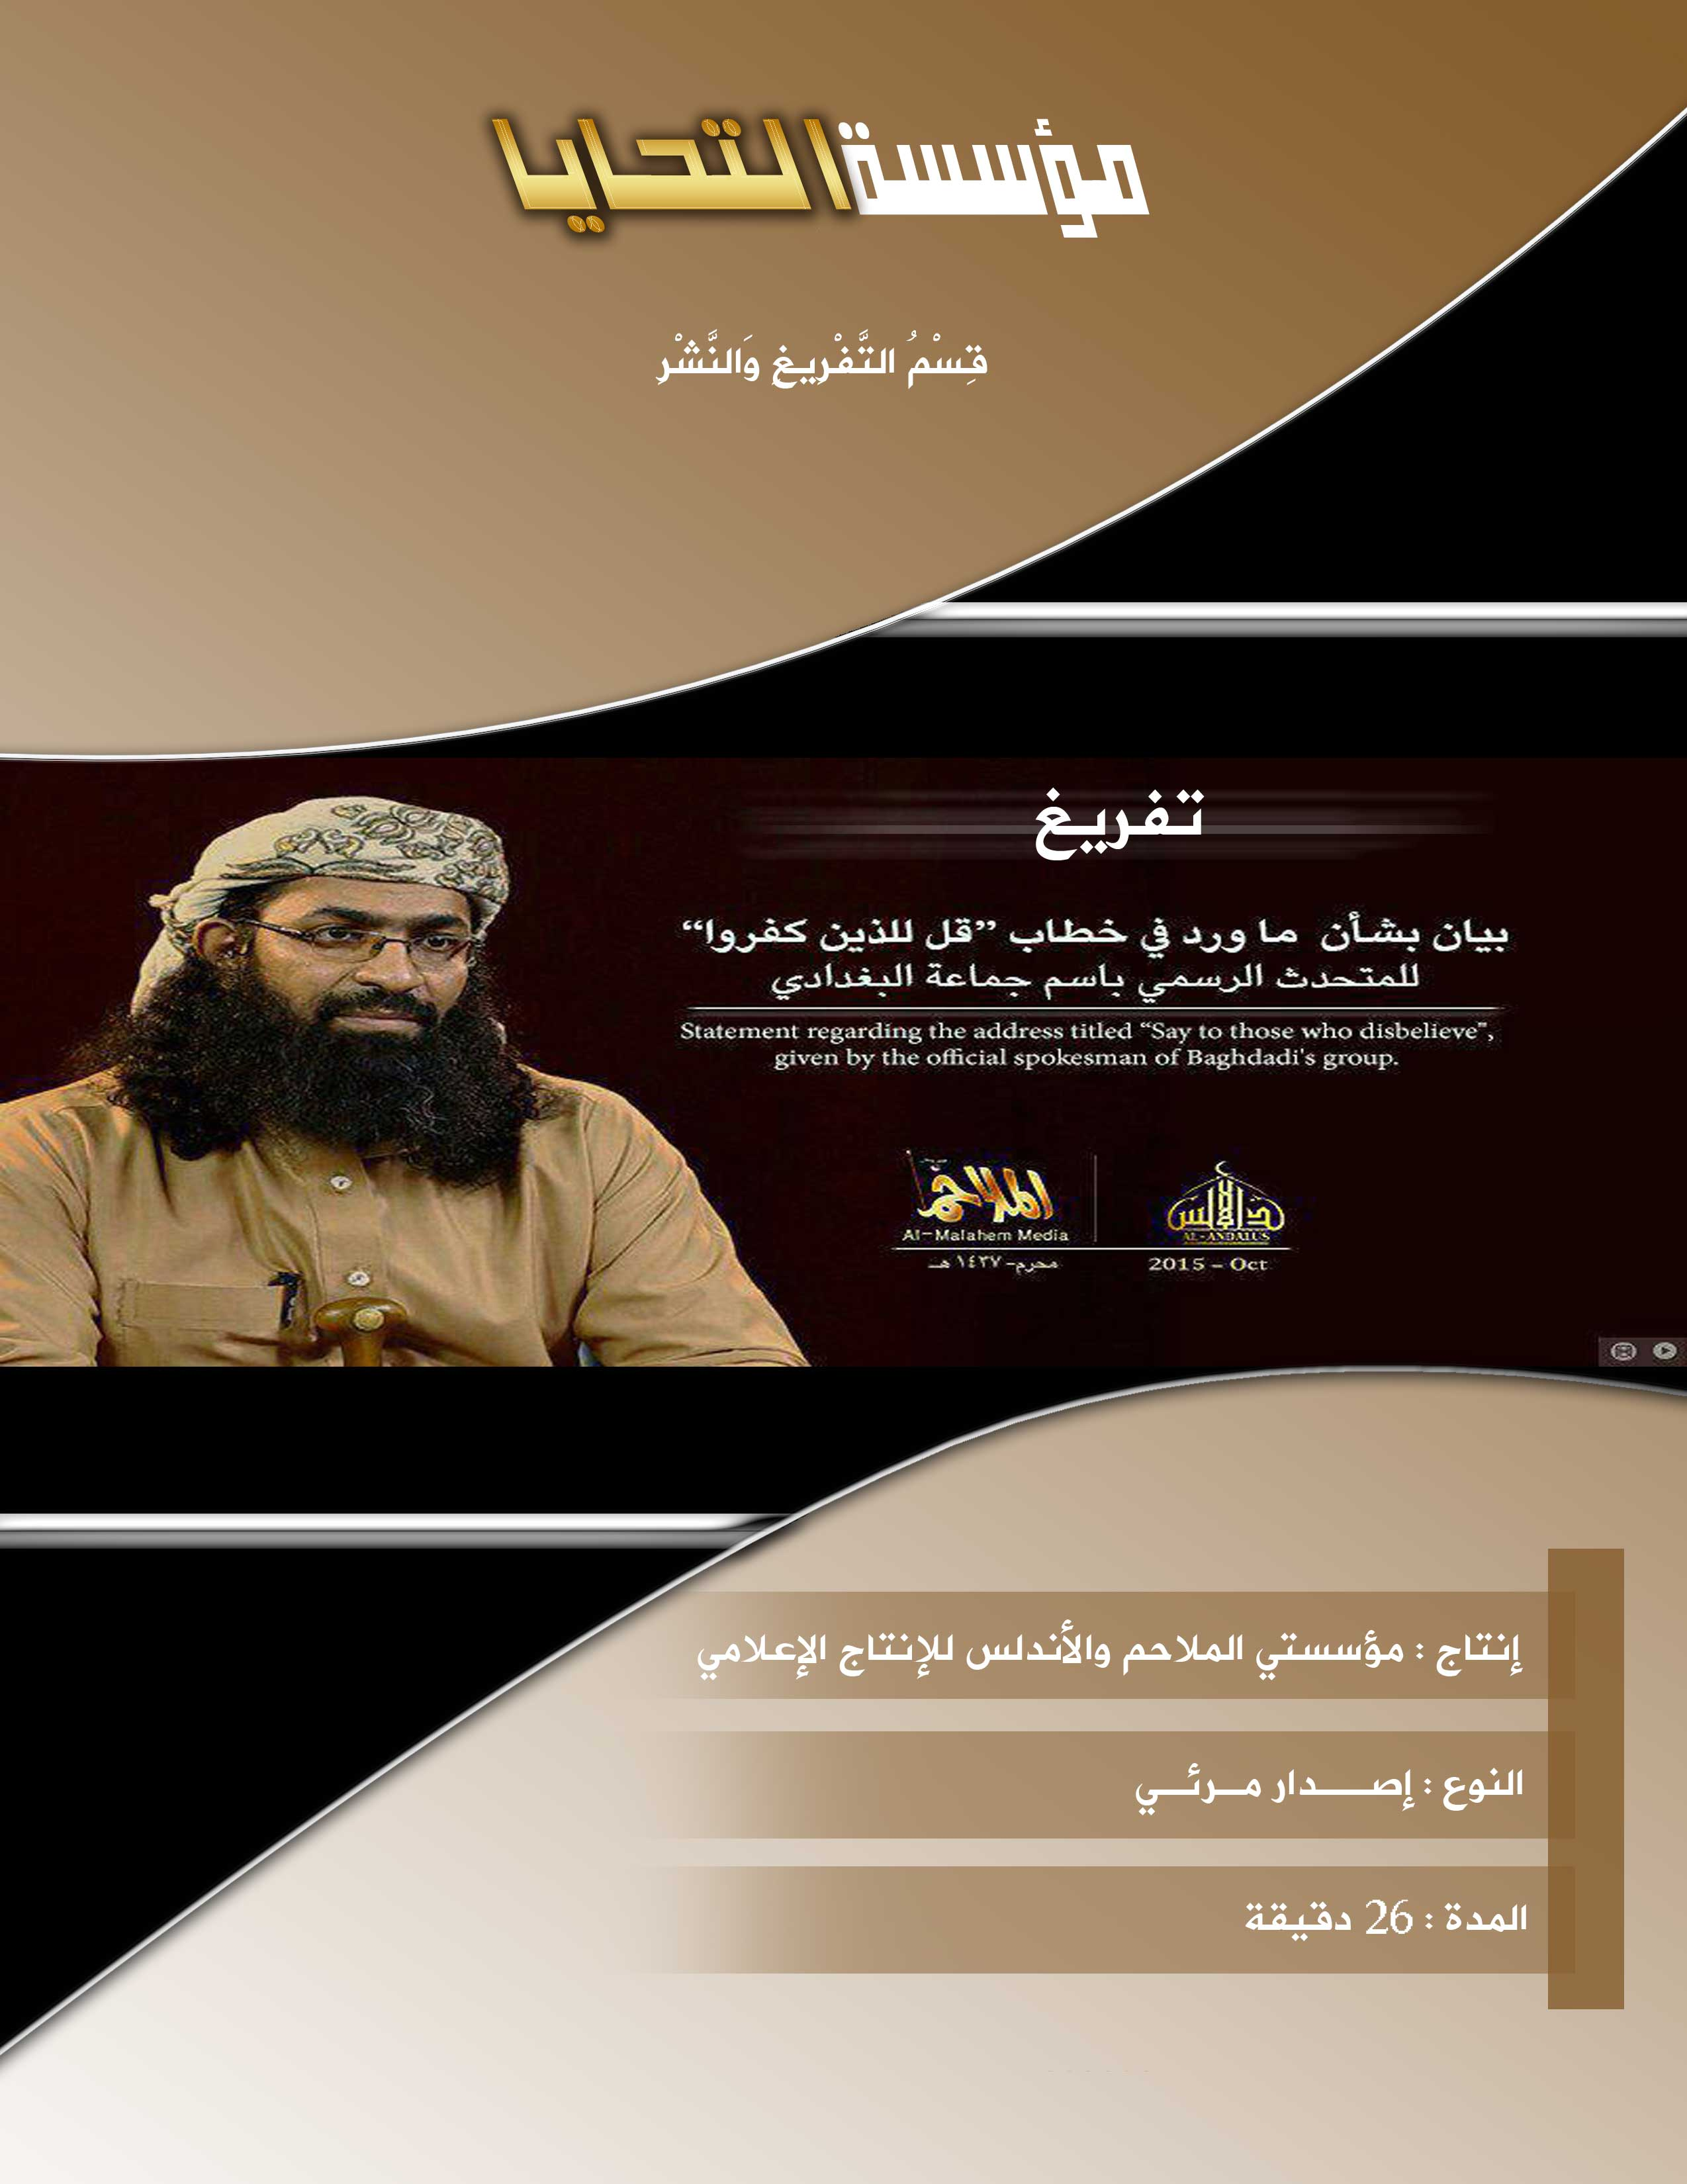 مؤسسة التحايا
قِسْمُ التَّفْرِيغِ وَالنَّشْرِ
تفريغ
بيان بشأن ما ورد في خطاب ”قل للذين كفروا“
للمتحدث الرسمي باسم جماعة البغدادي
Statement regarding the address titled “Say to those who disbelieve”,
given by the official spokesman of Baghdadi's group.
الملاحم
Al-Malahem Media
محرم- ١٤٣٧ هـ
الأندلس
AL-ANDALUS
2015 - Oct
إنتاج : مؤسستي الملاحم والأندلس للإنتاج الإعلامي
النوع : إصـــــدار مــرئــــي
المدة : 26 دقيقة